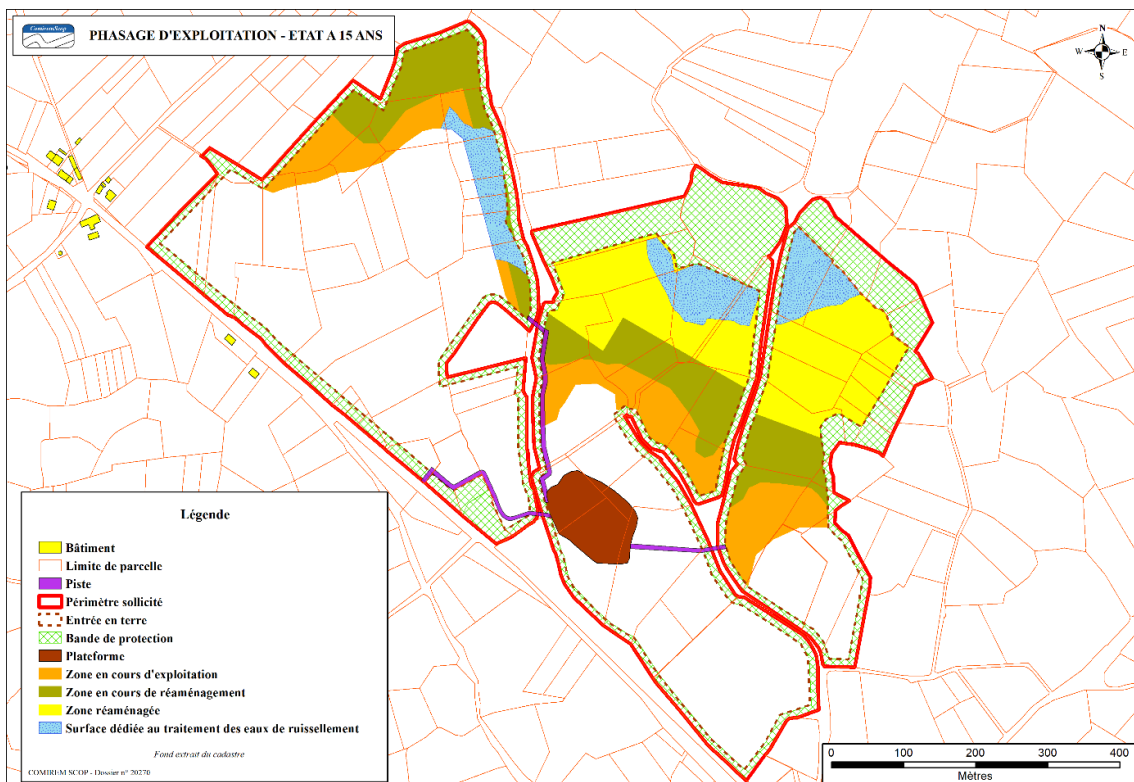 ComiremScop
PHASAGE D'EXPLOITATION - ETAT A 15 ANS
N
W E
S
Légende
Bâtiment
Limite de parcelle
Piste
Périmètre sollicité
Entrée en terre
Bande de protection
Plateforme
Zone en cours d'exploitation
Zone en cours de réaménagement
Zone réaménagée
Surface dédiée au traitement des eaux de ruissellement
Fond extrait du cadastre
COMIREM SCOP - Dossier n° 20270
0 100 200 300 400
Mètres